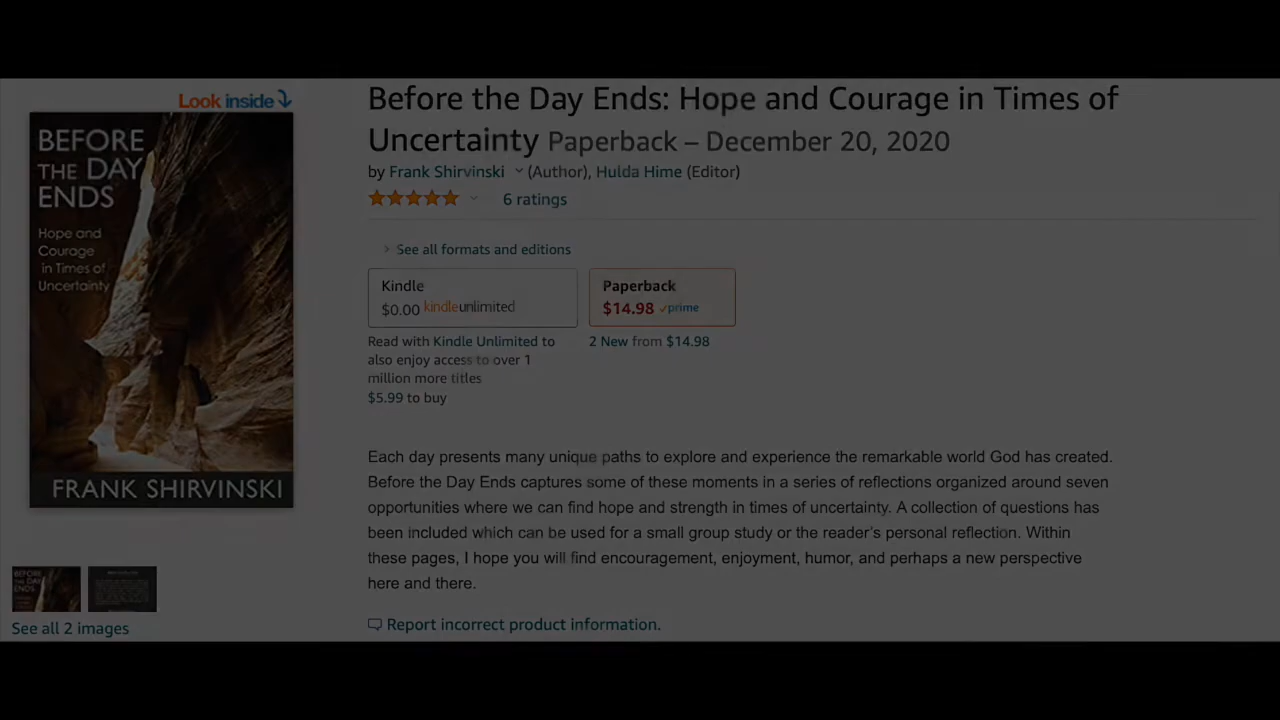 Look inside
BEFORE
THE DAY
ENDS
Hope and
Courage
in Times of
Uncertainty
FRANK SHIRVINSKI
BEFORE
THE DAY
ENDS
See all 2 images
Before the Day Ends: Hope and Courage in Times of
Uncertainty Paperback – December 20, 2020
by Frank Shirvinski (Author), Hulda Hime (Editor)
6 ratings
See all formats and editions
Kindle
$0.00 kindleunlimited
Read with Kindle Unlimited to
also enjoy access to over 1
million more titles
$5.99 to buy
Paperback
$14.98 prime
2 New from $14.98
Each day presents many unique paths to explore and experience the remarkable world God has created.
Before the Day Ends captures some of these moments in a series of reflections organized around seven
opportunities where we can find hope and strength in times of uncertainty. A collection of questions has
been included which can be used for a small group study or the reader's personal reflection. Within
these pages, I hope you will find encouragement, enjoyment, humor, and perhaps a new perspective
here and there.
Report incorrect product information.